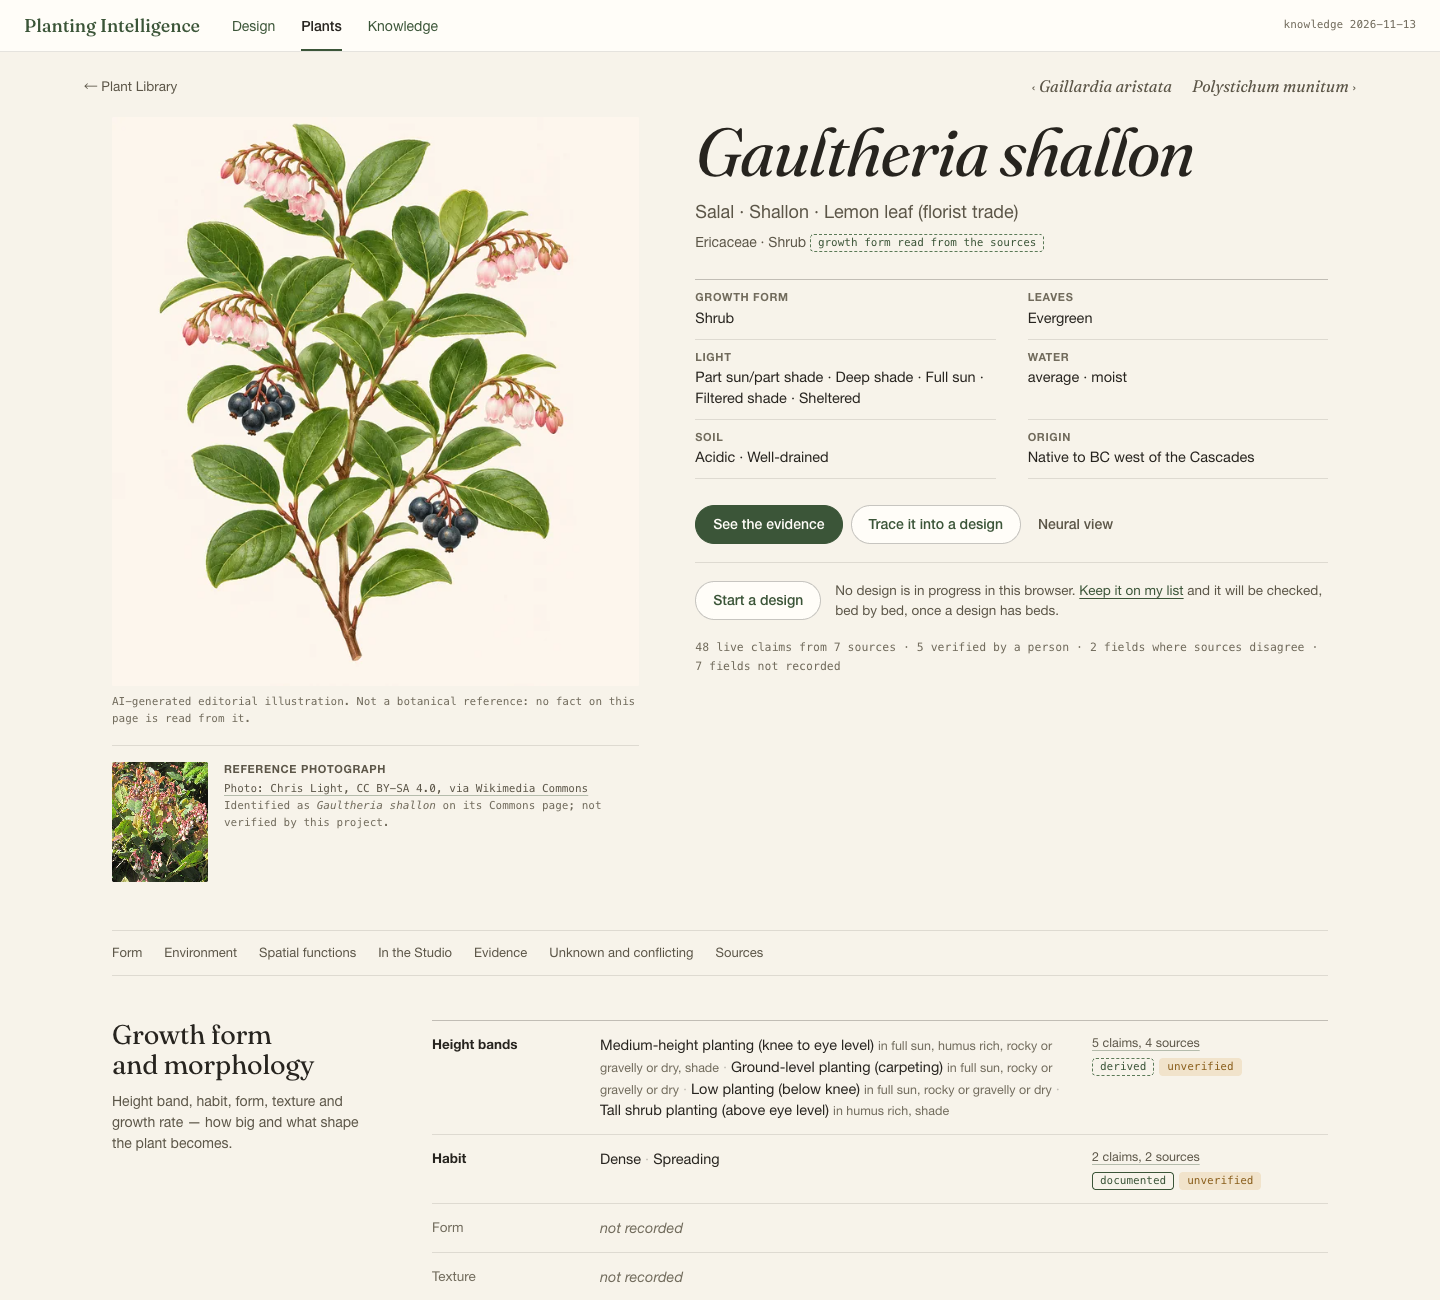 Planting Intelligence Design Plants Knowledge knowledge 2026-11-13
← Plant Library ‹ Gaillardia aristata Polystichum munitum ›
Gaultheria shallon
Salal · Shallon · Lemon leaf (florist trade)
Ericaceae · Shrub growth form read from the sources
GROWTH FORM LEAVES
Shrub Evergreen
LIGHT WATER
Part sun/part shade · Deep shade · Full sun · average · moist
Filtered shade · Sheltered
SOIL ORIGIN
Acidic · Well-drained Native to BC west of the Cascades
See the evidence Trace it into a design Neural view
Start a design No design is in progress in this browser. Keep it on my list and it will be checked,
bed by bed, once a design has beds.
48 live claims from 7 sources · 5 verified by a person · 2 fields where sources disagree ·
7 fields not recorded
AI-generated editorial illustration. Not a botanical reference: no fact on this
page is read from it.
REFERENCE PHOTOGRAPH
Photo: Chris Light, CC BY-SA 4.0, via Wikimedia Commons
Identified as Gaultheria shallon on its Commons page; not
verified by this project.
Form Environment Spatial functions In the Studio Evidence Unknown and conflicting Sources
Growth form
and morphology
Height band, habit, form, texture and
growth rate — how big and what shape
the plant becomes.
Height bands Medium-height planting (knee to eye level) in full sun, humus rich, rocky or 5 claims, 4 sources
gravelly or dry, shade · Ground-level planting (carpeting) in full sun, rocky or derived unverified
gravelly or dry · Low planting (below knee) in full sun, rocky or gravelly or dry ·
Tall shrub planting (above eye level) in humus rich, shade
Habit Dense · Spreading 2 claims, 2 sources
documented unverified
Form not recorded
Texture not recorded